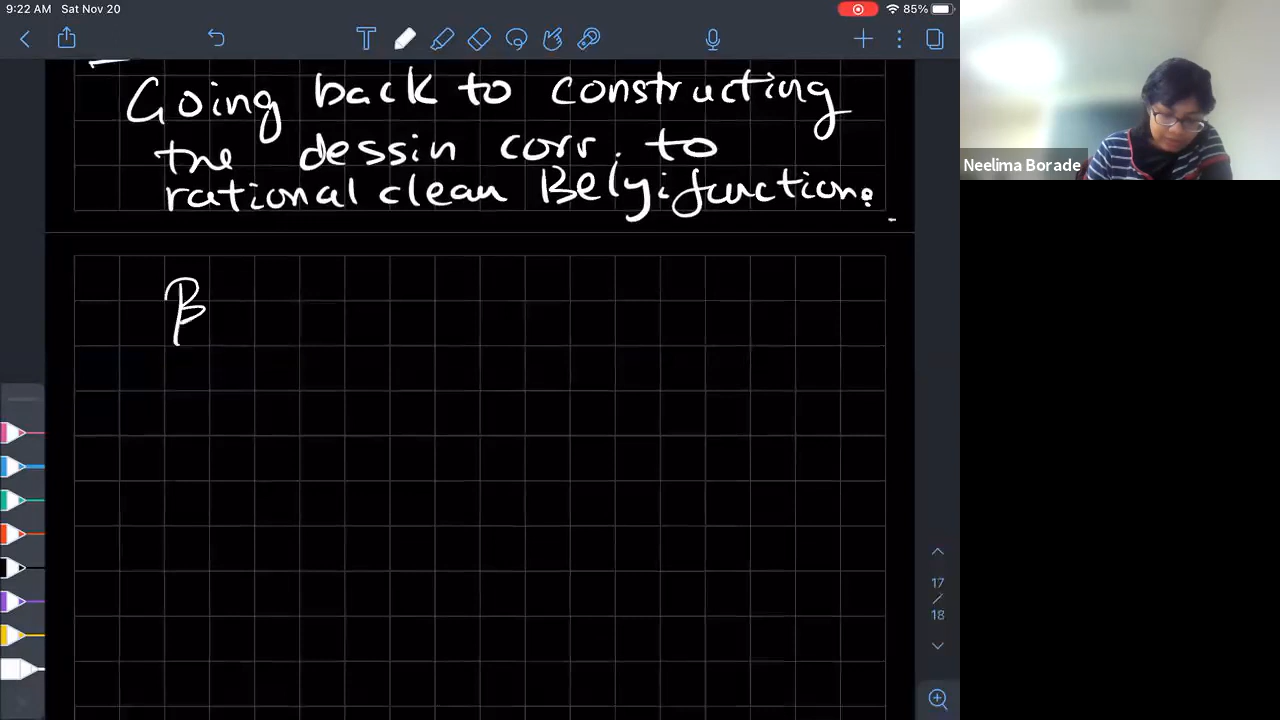 9:22 AM Sat Nov 20
85%
Going back to constructing
the dessin corr. to
rational clean Belyi function:
β
Neelima Borade
17
/
18